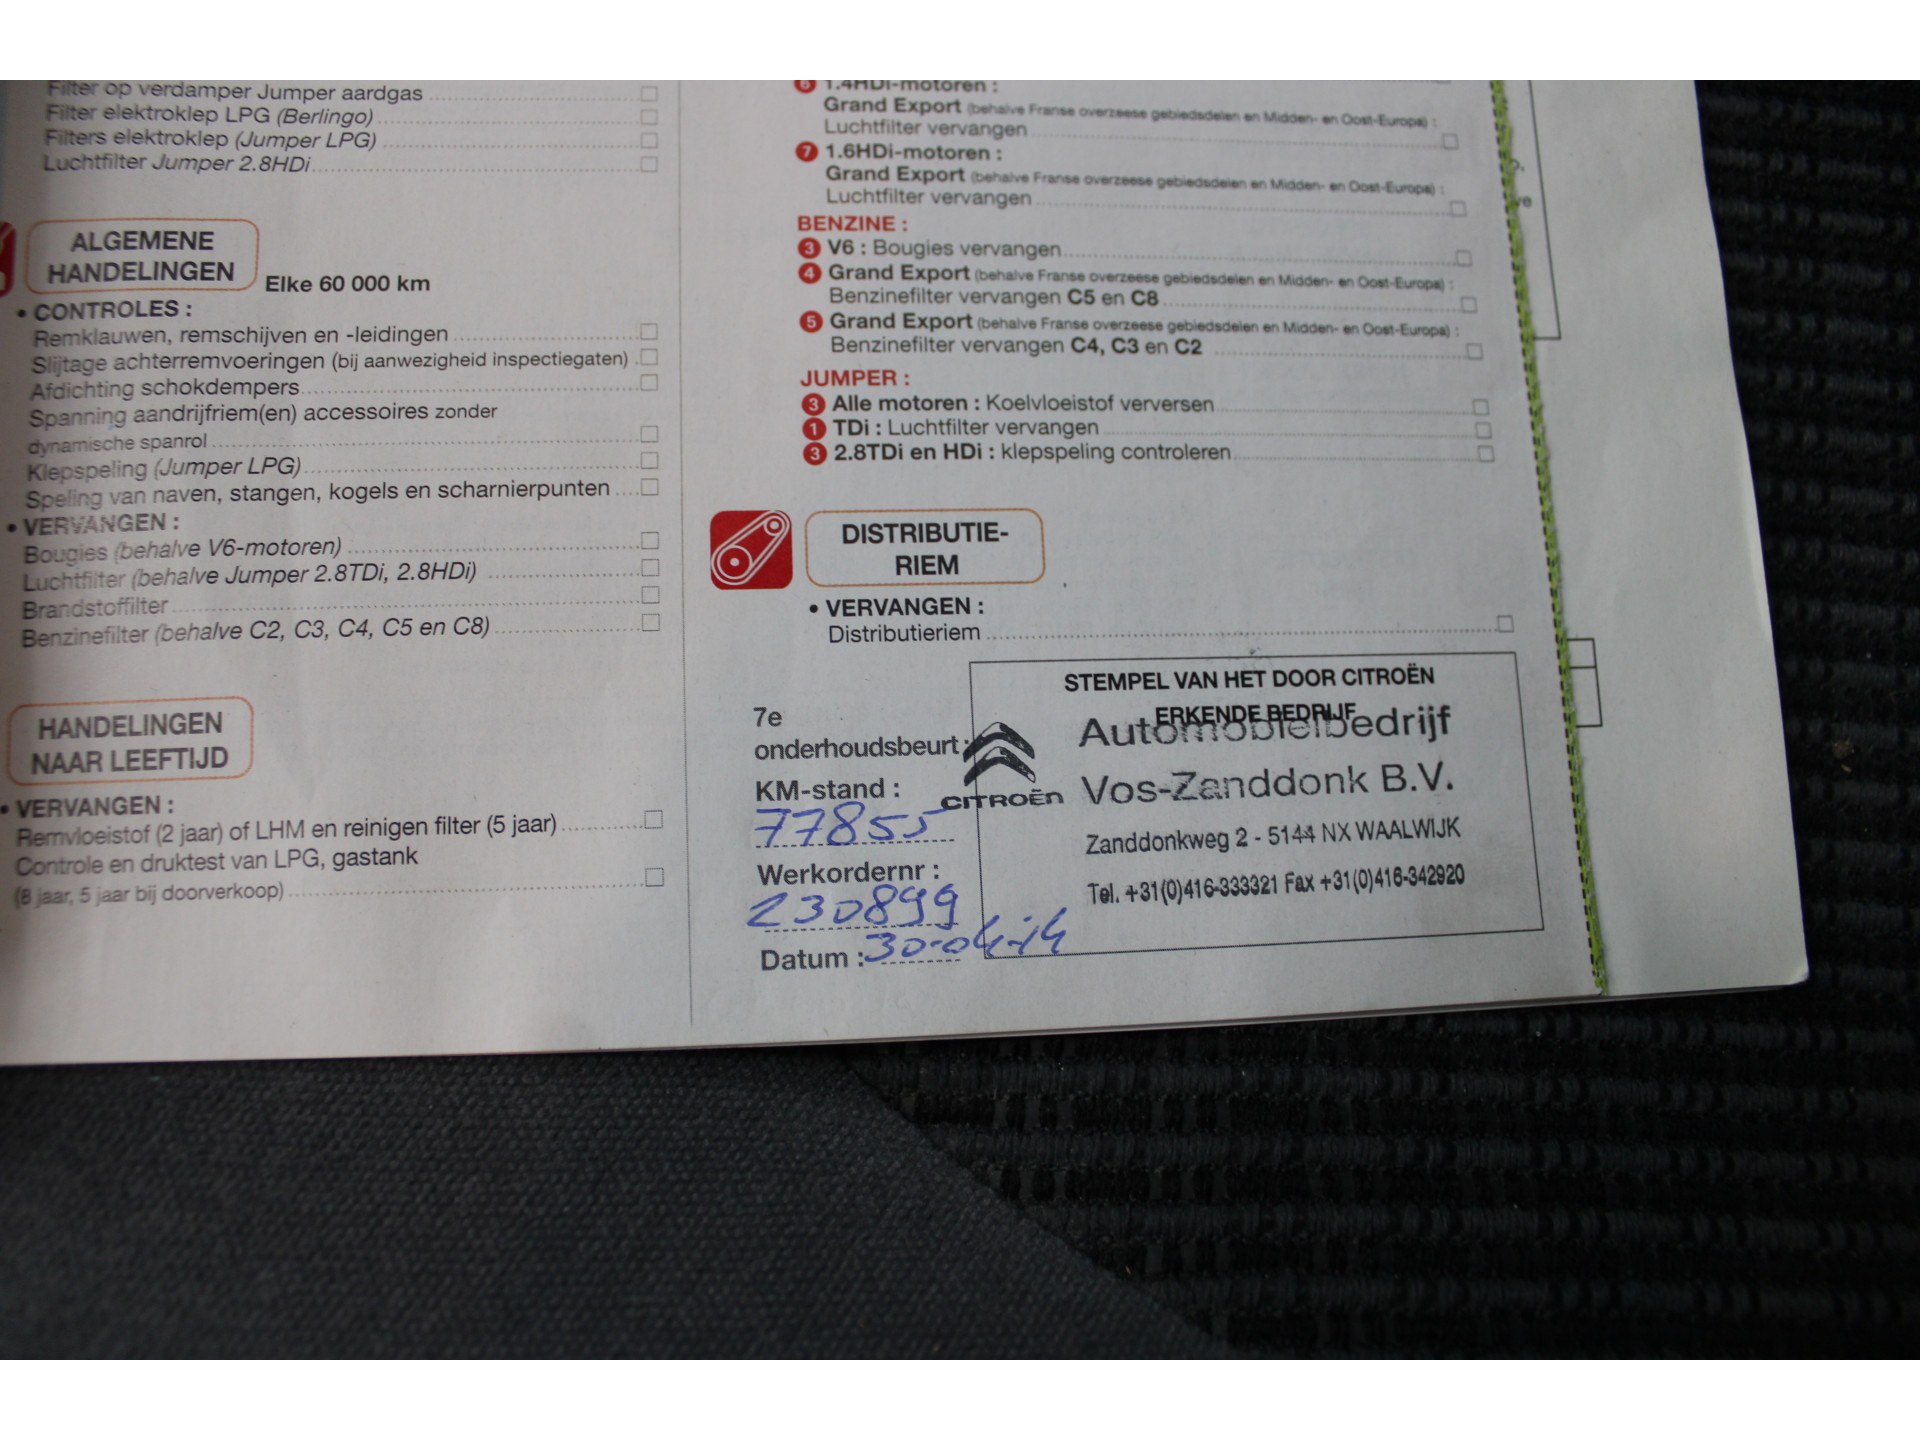 Filter op verdamper Jumper aardgas
Filter elektroklep LPG (Berlingo)
Filters elektroklep (Jumper LPG)
Luchtfilter Jumper 2.8HDi
ALGEMENE
HANDELINGEN
Elke 60 000 km
• CONTROLES :
Remklauwen, remschijven en -leidingen
Slijtage achterremvoeringen (bij aanwezigheid inspectiegaten)
Afdichting schokdempers
Spanning aandrijfriem(en) accessoires zonder
dynamische spanrol
Klepspeling (Jumper LPG)
Speling van naven, stangen, kogels en scharnierpunten
• VERVANGEN :
Bougies (behalve V6-motoren)
Luchtfilter (behalve Jumper 2.8TDi, 2.8HDi)
Brandstoffilter
Benzinefilter (behalve C2, C3, C4, C5 en C8)
HANDELINGEN
NAAR LEEFTIJD
• VERVANGEN :
Remvloeistof (2 jaar) of LHM en reinigen filter (5 jaar)
Controle en druktest van LPG, gastank
(8 jaar, 5 jaar bij doorverkoop)
6 1.4HDi-motoren :
Grand Export (behalve Franse overzeese gebiedsdelen en Midden- en Oost-Europa) :
Luchtfilter vervangen
7 1.6HDi-motoren :
Grand Export (behalve Franse overzeese gebiedsdelen en Midden- en Oost-Europa) :
Luchtfilter vervangen
BENZINE :
3 V6 : Bougies vervangen
4 Grand Export (behalve Franse overzeese gebiedsdelen en Midden- en Oost-Europa) :
Benzinefilter vervangen C5 en C8
5 Grand Export (behalve Franse overzeese gebiedsdelen en Midden- en Oost-Europa) :
Benzinefilter vervangen C4, C3 en C2
JUMPER :
3 Alle motoren : Koelvloeistof verversen
1 TDi : Luchtfilter vervangen
3 2.8TDi en HDi : klepspeling controleren
DISTRIBUTIE-
RIEM
• VERVANGEN :
Distributieriem
7e
onderhoudsbeurt :
KM-stand :
77855
Werkordernr :
230899
Datum : 30-04-14
STEMPEL VAN HET DOOR CITROËN
ERKENDE BEDRIJF
CITROËN
Automobielbedrijf
Vos-Zanddonk B.V.
Zanddonkweg 2 - 5144 NX WAALWIJK
Tel. +31(0)416-333321 Fax +31(0)416-342920